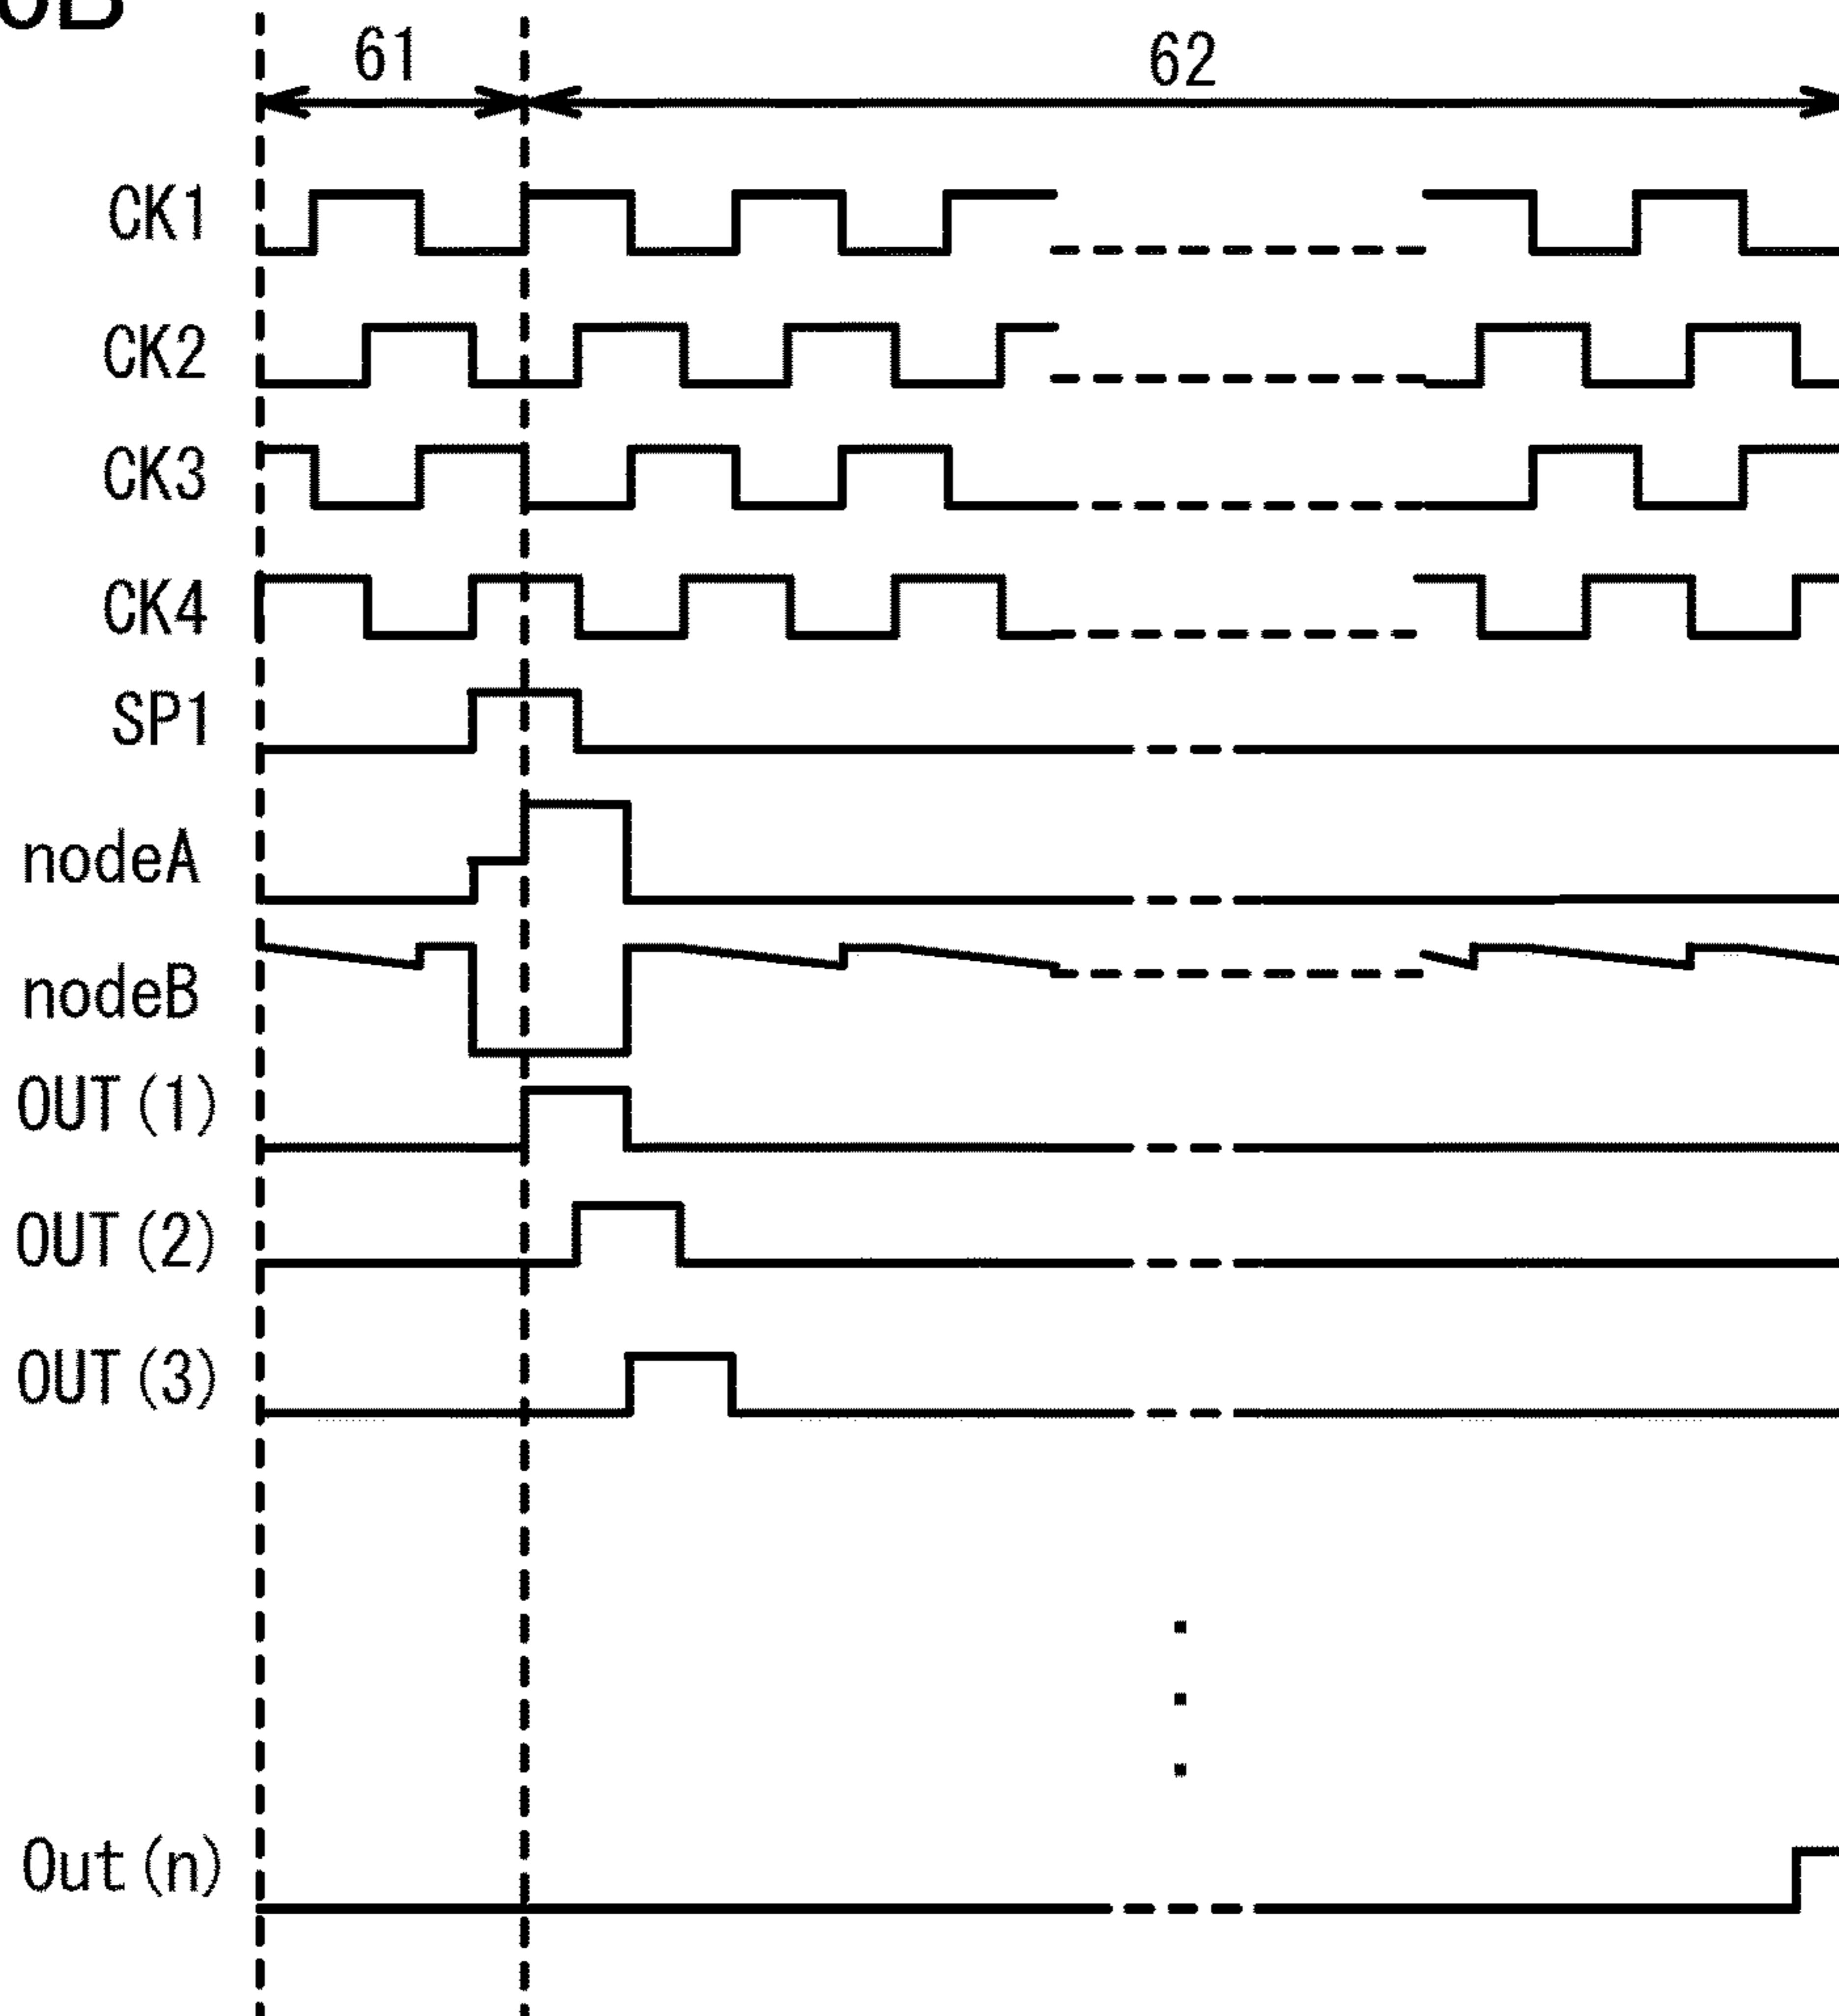 61
62
CK1
CK2
CK3
CK4
SP1
nodeA
nodeB
OUT(1)
OUT(2)
OUT(3)
Out(n)